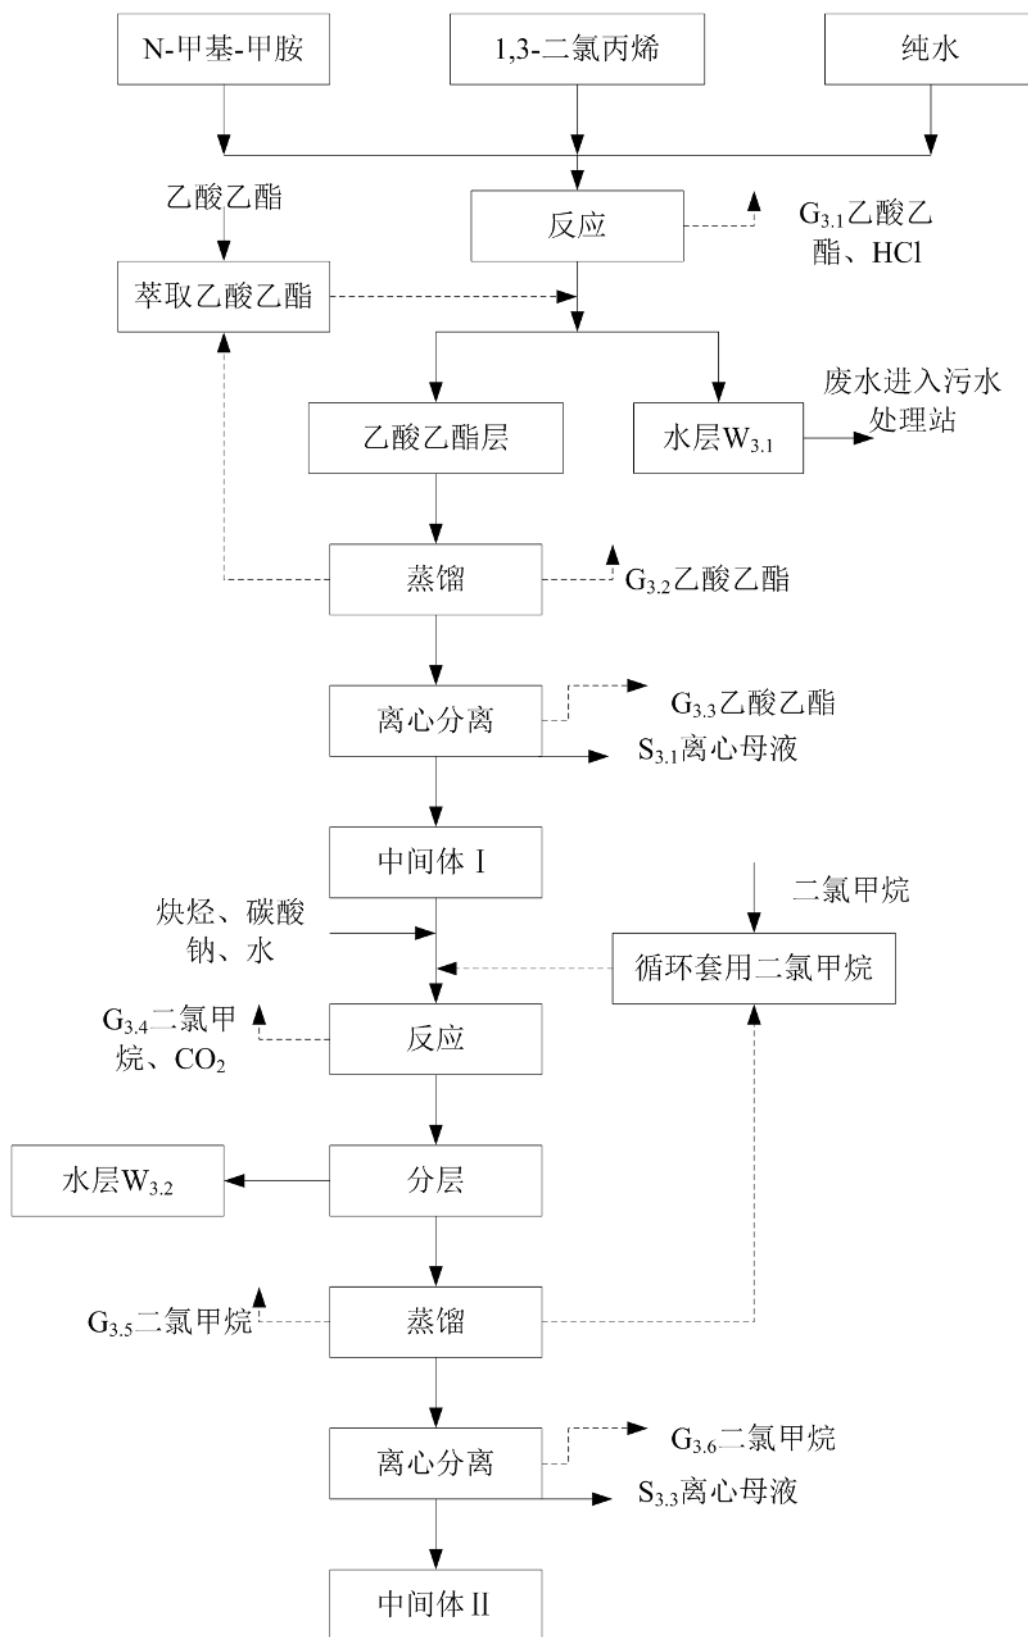 N-甲基-甲胺
1,3-二氯丙烯
纯水
乙酸乙酯
反应
G3.1乙酸乙
酯、HCl
萃取乙酸乙酯
废水进入污水
处理站
乙酸乙酯层
水层W3.1
蒸馏
G3.2乙酸乙酯
离心分离
G3.3乙酸乙酯
S3.1离心母液
中间体 I
炔烃、碳酸
钠、水
二氯甲烷
循环套用二氯甲烷
G3.4二氯甲
烷、CO2
反应
水层W3.2
分层
G3.5二氯甲烷
蒸馏
离心分离
G3.6二氯甲烷
S3.3离心母液
中间体 II